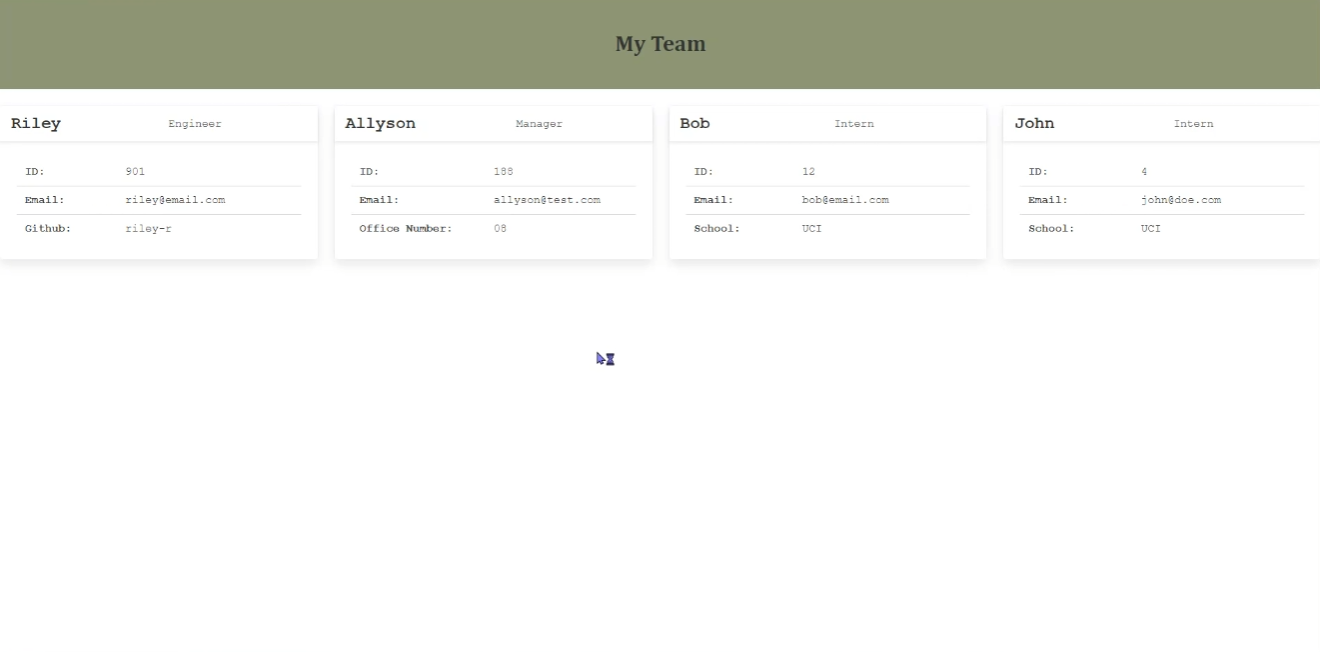 My Team
Riley Engineer
ID: 901
Email: riley@email.com
Github: riley-r
Allyson Manager
ID: 188
Email: allyson@test.com
Office Number: 08
Bob Intern
ID: 12
Email: bob@email.com
School: UCI
John Intern
ID: 4
Email: john@doe.com
School: UCI